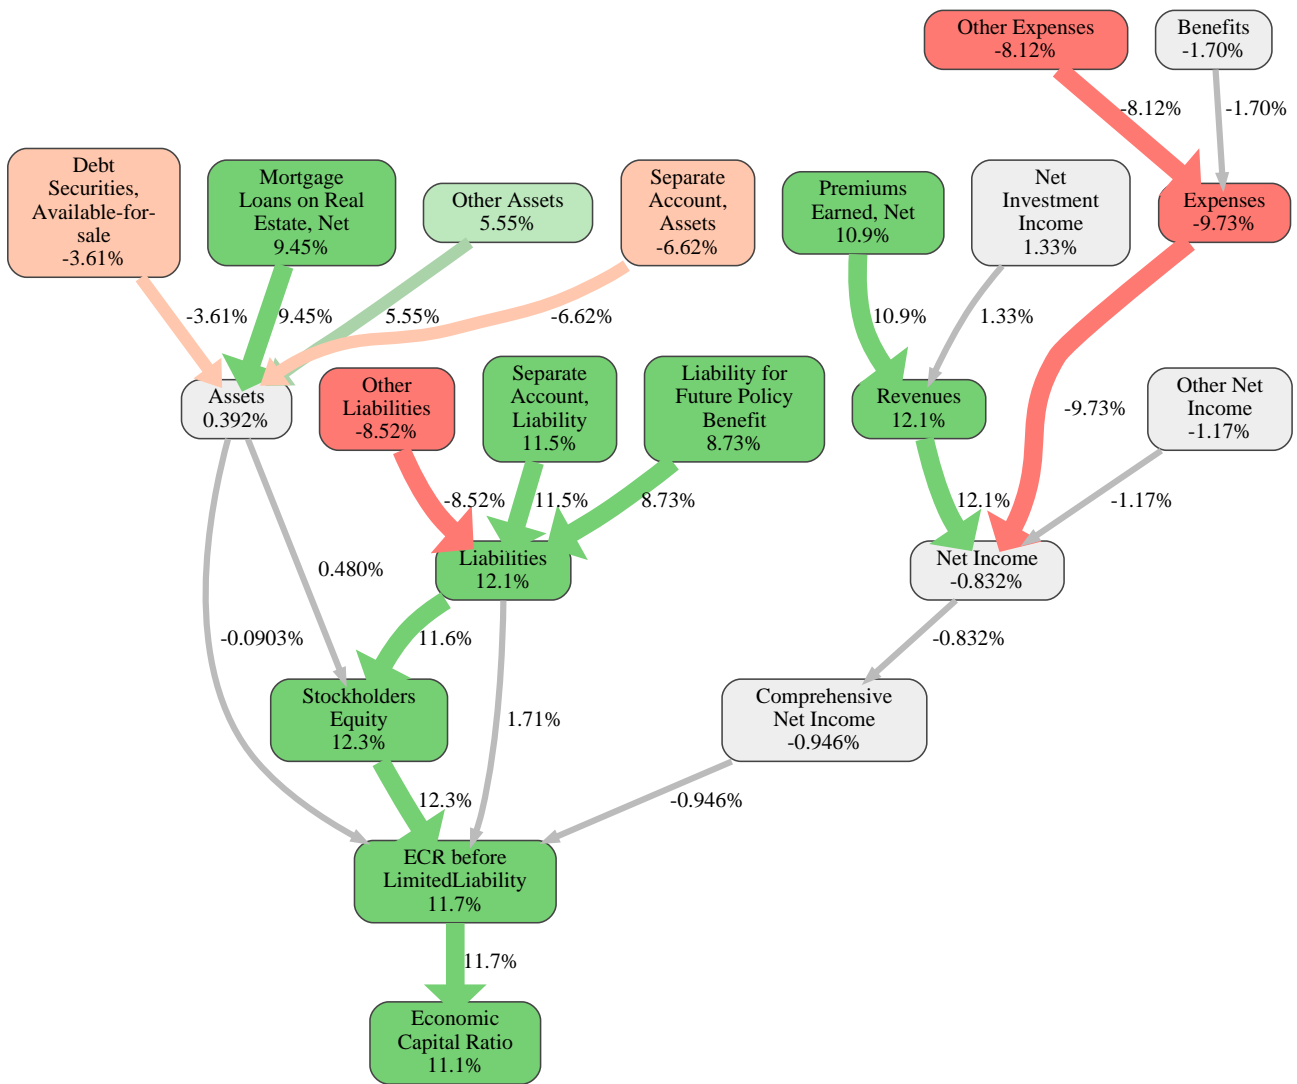 Other Expenses
-8.12%
Benefits
-1.70%
-8.12%
-1.70%
Debt
Securities,
Available-for-
sale
-3.61%
Mortgage
Loans on Real
Estate, Net
9.45%
Other Assets
5.55%
Separate
Account,
Assets
-6.62%
Premiums
Earned, Net
10.9%
Net
Investment
Income
1.33%
Expenses
-9.73%
-3.61%
9.45%
5.55%
-6.62%
10.9%
1.33%
-9.73%
Assets
0.392%
Other
Liabilities
-8.52%
Separate
Account,
Liability
11.5%
Liability for
Future Policy
Benefit
8.73%
Revenues
12.1%
Other Net
Income
-1.17%
-8.52%
11.5%
8.73%
12.1%
-1.17%
0.480%
Liabilities
12.1%
Net Income
-0.832%
-0.0903%
11.6%
-0.832%
Stockholders
Equity
12.3%
1.71%
Comprehensive
Net Income
-0.946%
12.3%
-0.946%
ECR before
LimitedLiability
11.7%
11.7%
Economic
Capital Ratio
11.1%